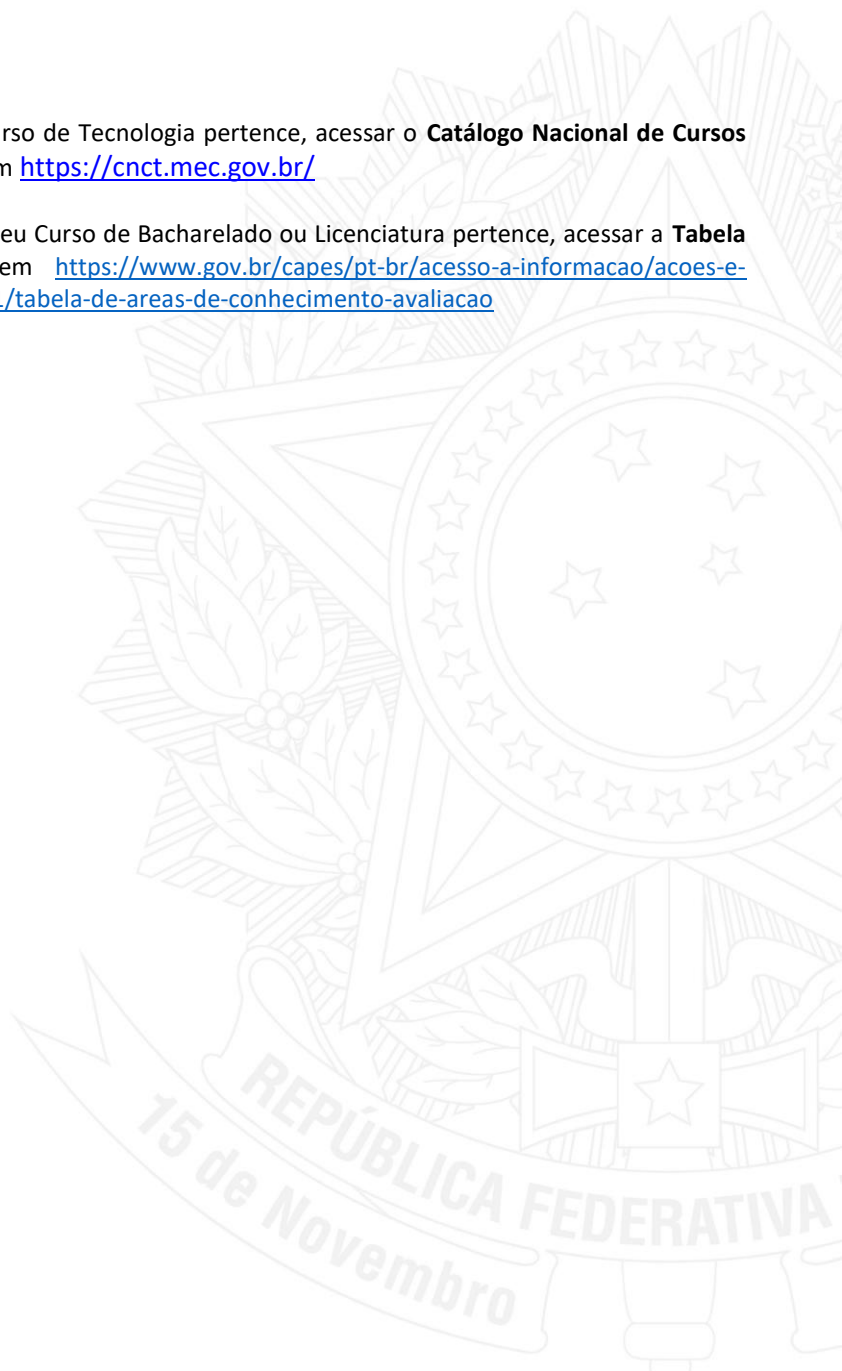 rso de Tecnologia pertence, acessar o Catálogo Nacional de Cursos
m https://cnct.mec.gov.br/
eu Curso de Bacharelado ou Licenciatura pertence, acessar a Tabela
em https://www.gov.br/capes/pt-br/acesso-a-informacao/acoes-e-
/tabela-de-areas-de-conhecimento-avaliacao
REPÚBLICA FEDERATIVA
15 de Novembro